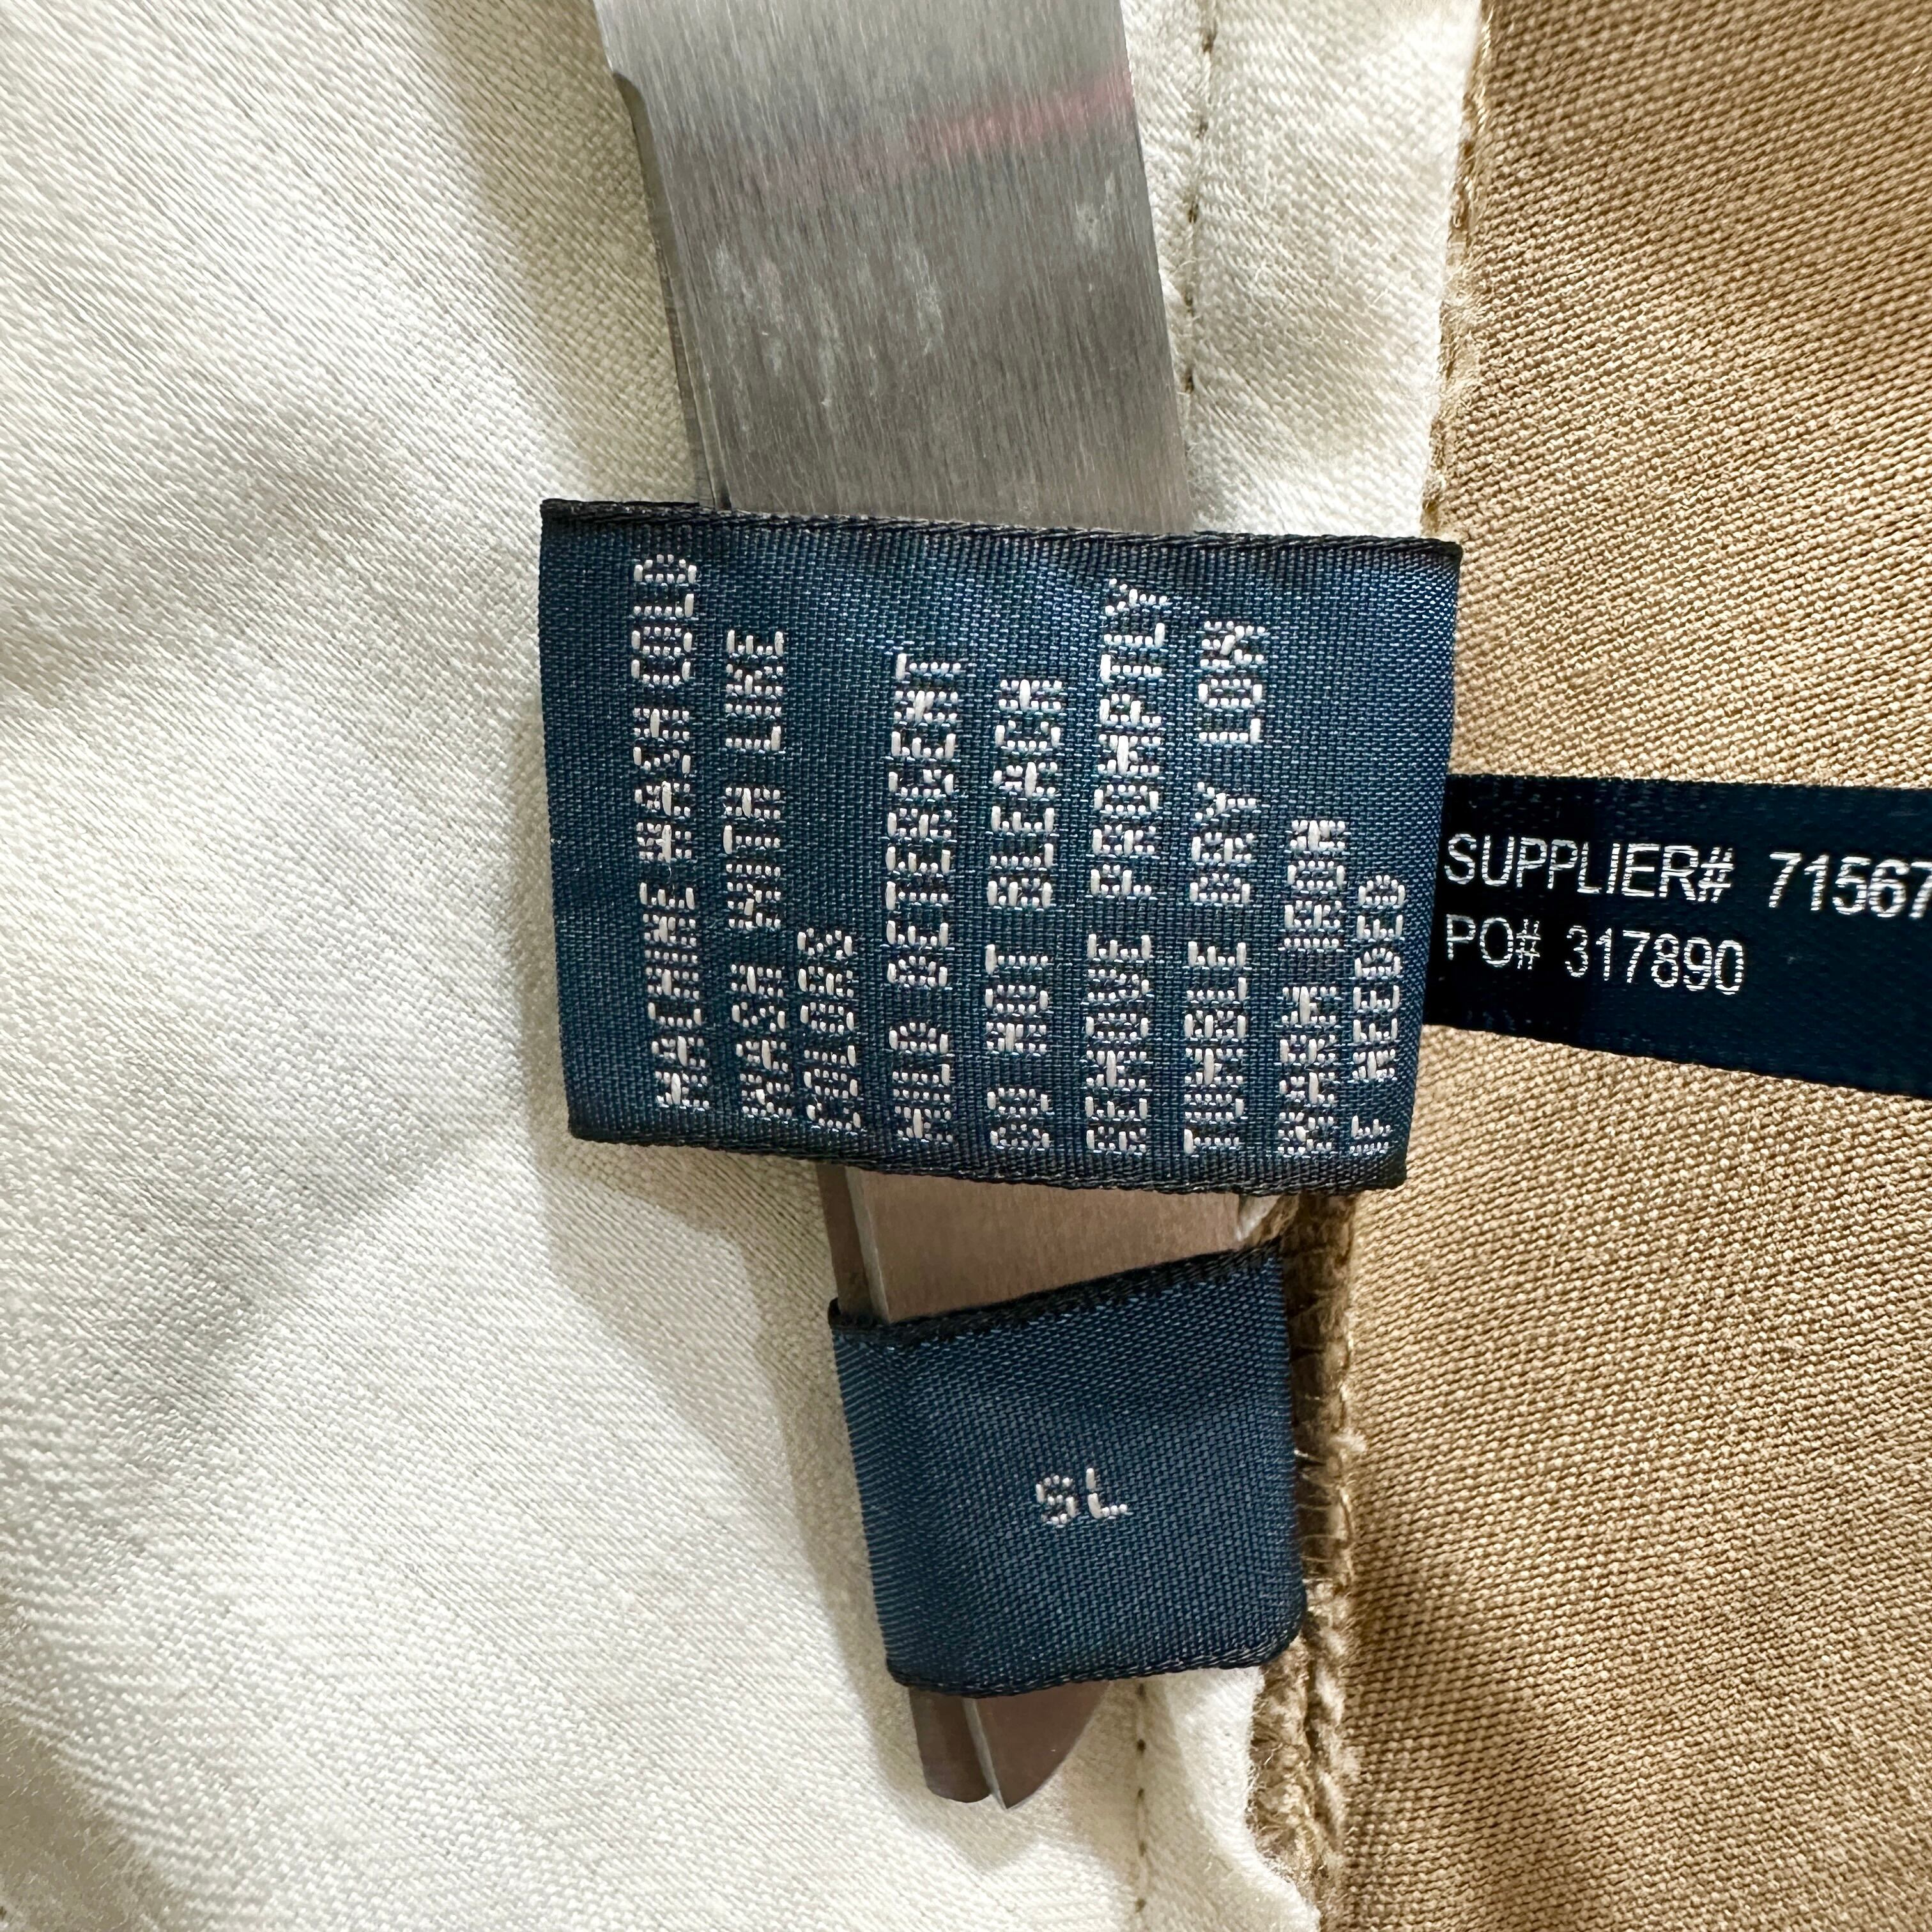 MACHINE WASH COLD
WASH WITH LIKE
COLORS
MILD DETERGENT
DO NOT BLEACH
REMOVE PROMPTLY
TUMBLE DRY LOW
WARM IRON
IF NEEDED
SUPPLIER# 71567
PO# 317890
SL